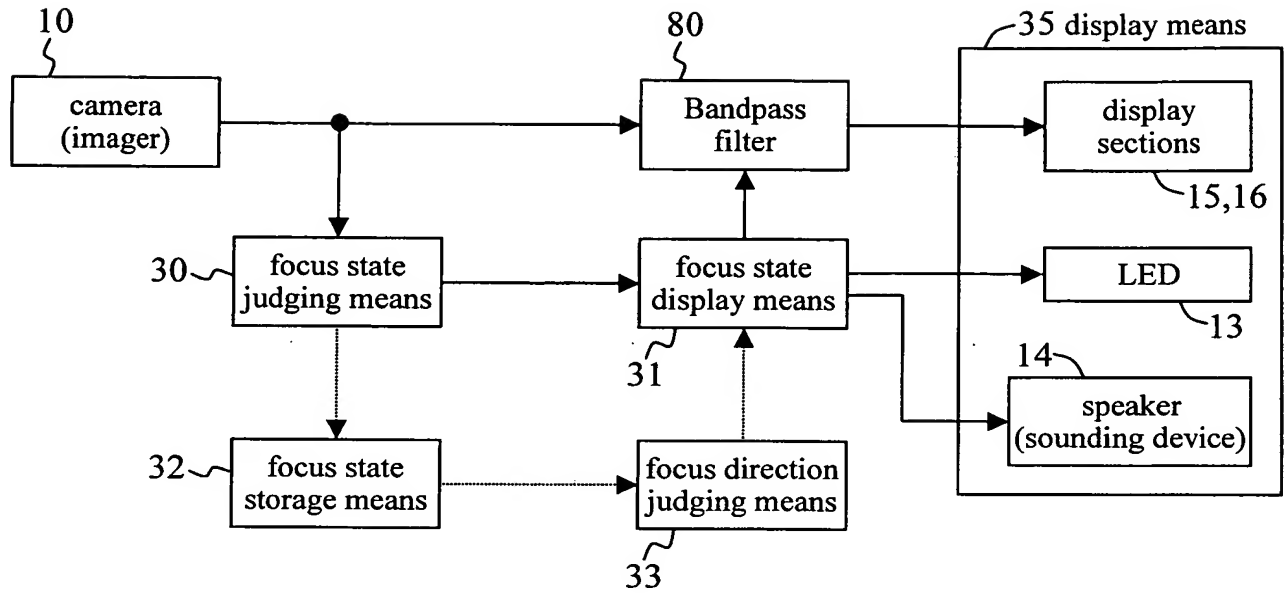 10
80
35 display means
camera
(imager)
Bandpass
filter
display
sections
15,16
30
focus state
judging means
focus state
display means
LED
13
31
14
speaker
(sounding device)
32
focus state
storage means
focus direction
judging means
33